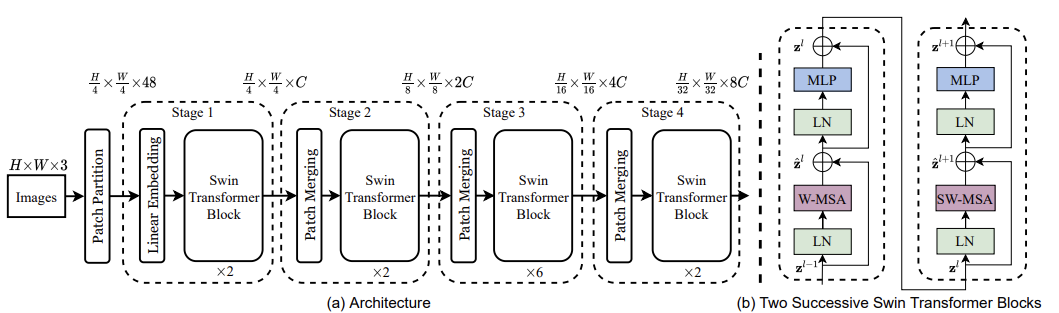 H/4 × W/4 × 48
H/4 × W/4 × C
H/8 × W/8 × 2C
H/16 × W/16 × 4C
H/32 × W/32 × 8C
Stage 1
Stage 2
Stage 3
Stage 4
H×W×3
Images
Patch Partition
Linear Embedding
Swin
Transformer
Block
×2
Patch Merging
Swin
Transformer
Block
×2
Patch Merging
Swin
Transformer
Block
×6
Patch Merging
Swin
Transformer
Block
×2
(a) Architecture
z^l
MLP
LN
ẑ^l
W-MSA
LN
z^{l-1}
z^{l+1}
MLP
LN
ẑ^{l+1}
SW-MSA
LN
z^l
(b) Two Successive Swin Transformer Blocks